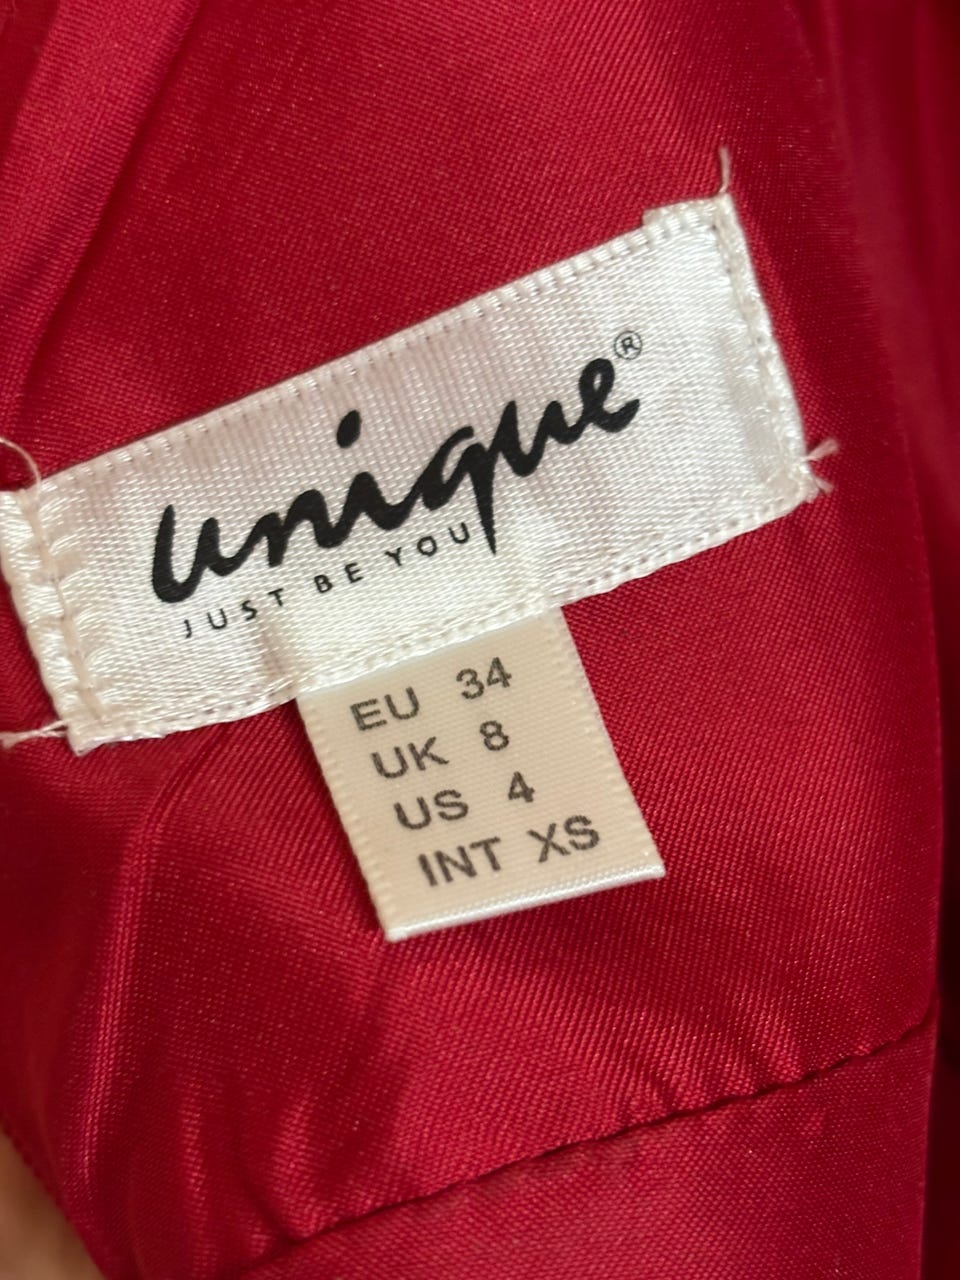 unique®
JUST BE YOU
EU 34
UK 8
US 4
INT XS